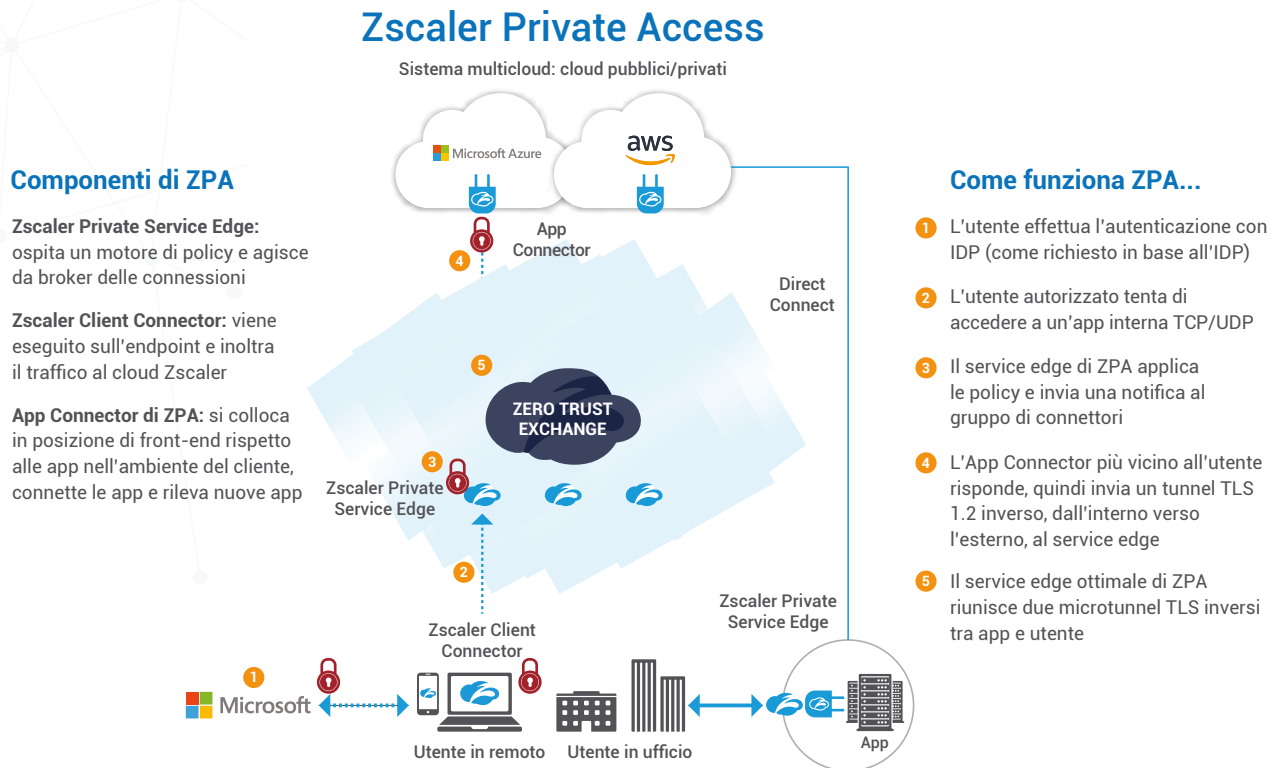 Zscaler Private Access
Sistema multicloud: cloud pubblici/privati
Microsoft Azure
aws
App
Connector
4
Direct
Connect
5
ZERO TRUST
EXCHANGE
3
Zscaler Private
Service Edge
2
Zscaler Client
Connector
1
Microsoft
Utente in remoto
Utente in ufficio
Zscaler Private
Service Edge
App
Componenti di ZPA
Zscaler Private Service Edge:
ospita un motore di policy e agisce
da broker delle connessioni
Zscaler Client Connector: viene
eseguito sull'endpoint e inoltra
il traffico al cloud Zscaler
App Connector di ZPA: si colloca
in posizione di front-end rispetto
alle app nell'ambiente del cliente,
connette le app e rileva nuove app
Come funziona ZPA...
1 L'utente effettua l'autenticazione con
IDP (come richiesto in base all'IDP)
2 L'utente autorizzato tenta di
accedere a un'app interna TCP/UDP
3 Il service edge di ZPA applica
le policy e invia una notifica al
gruppo di connettori
4 L'App Connector più vicino all'utente
risponde, quindi invia un tunnel TLS
1.2 inverso, dall'interno verso
l'esterno, al service edge
5 Il service edge ottimale di ZPA
riunisce due microtunnel TLS inversi
tra app e utente